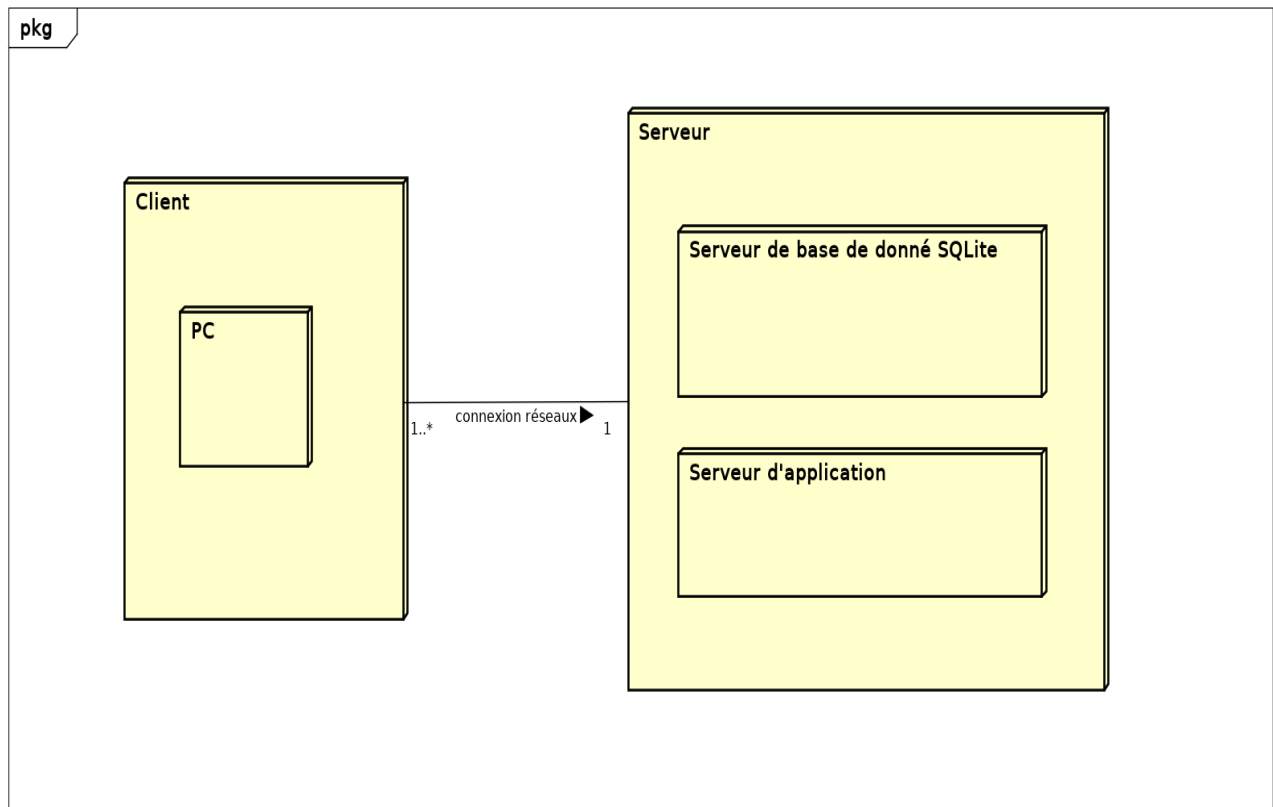 pkg
Serveur
Client
Serveur de base de donné SQLite
PC
connexion réseaux
1..*
1
Serveur d'application